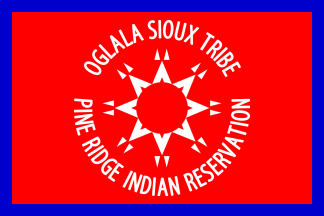 OGLALA SIOUX TRIBE
PINE RIDGE INDIAN RESERVATION